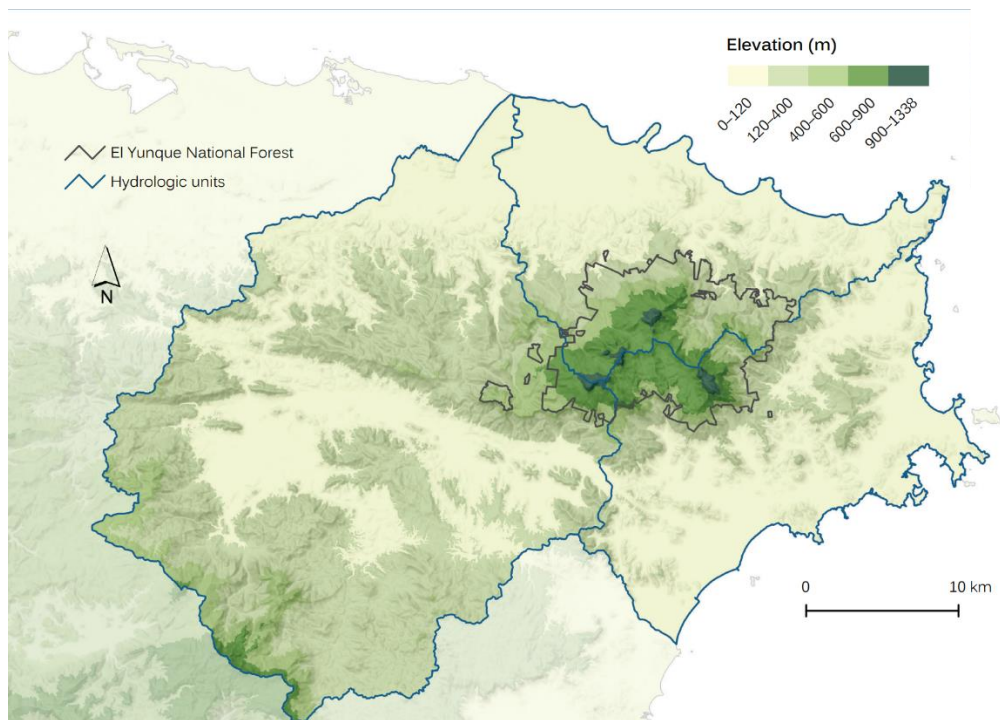 Elevation (m)
0–120
120–400
400–600
600–900
900–1338
El Yunque National Forest
Hydrologic units
N
0
10 km